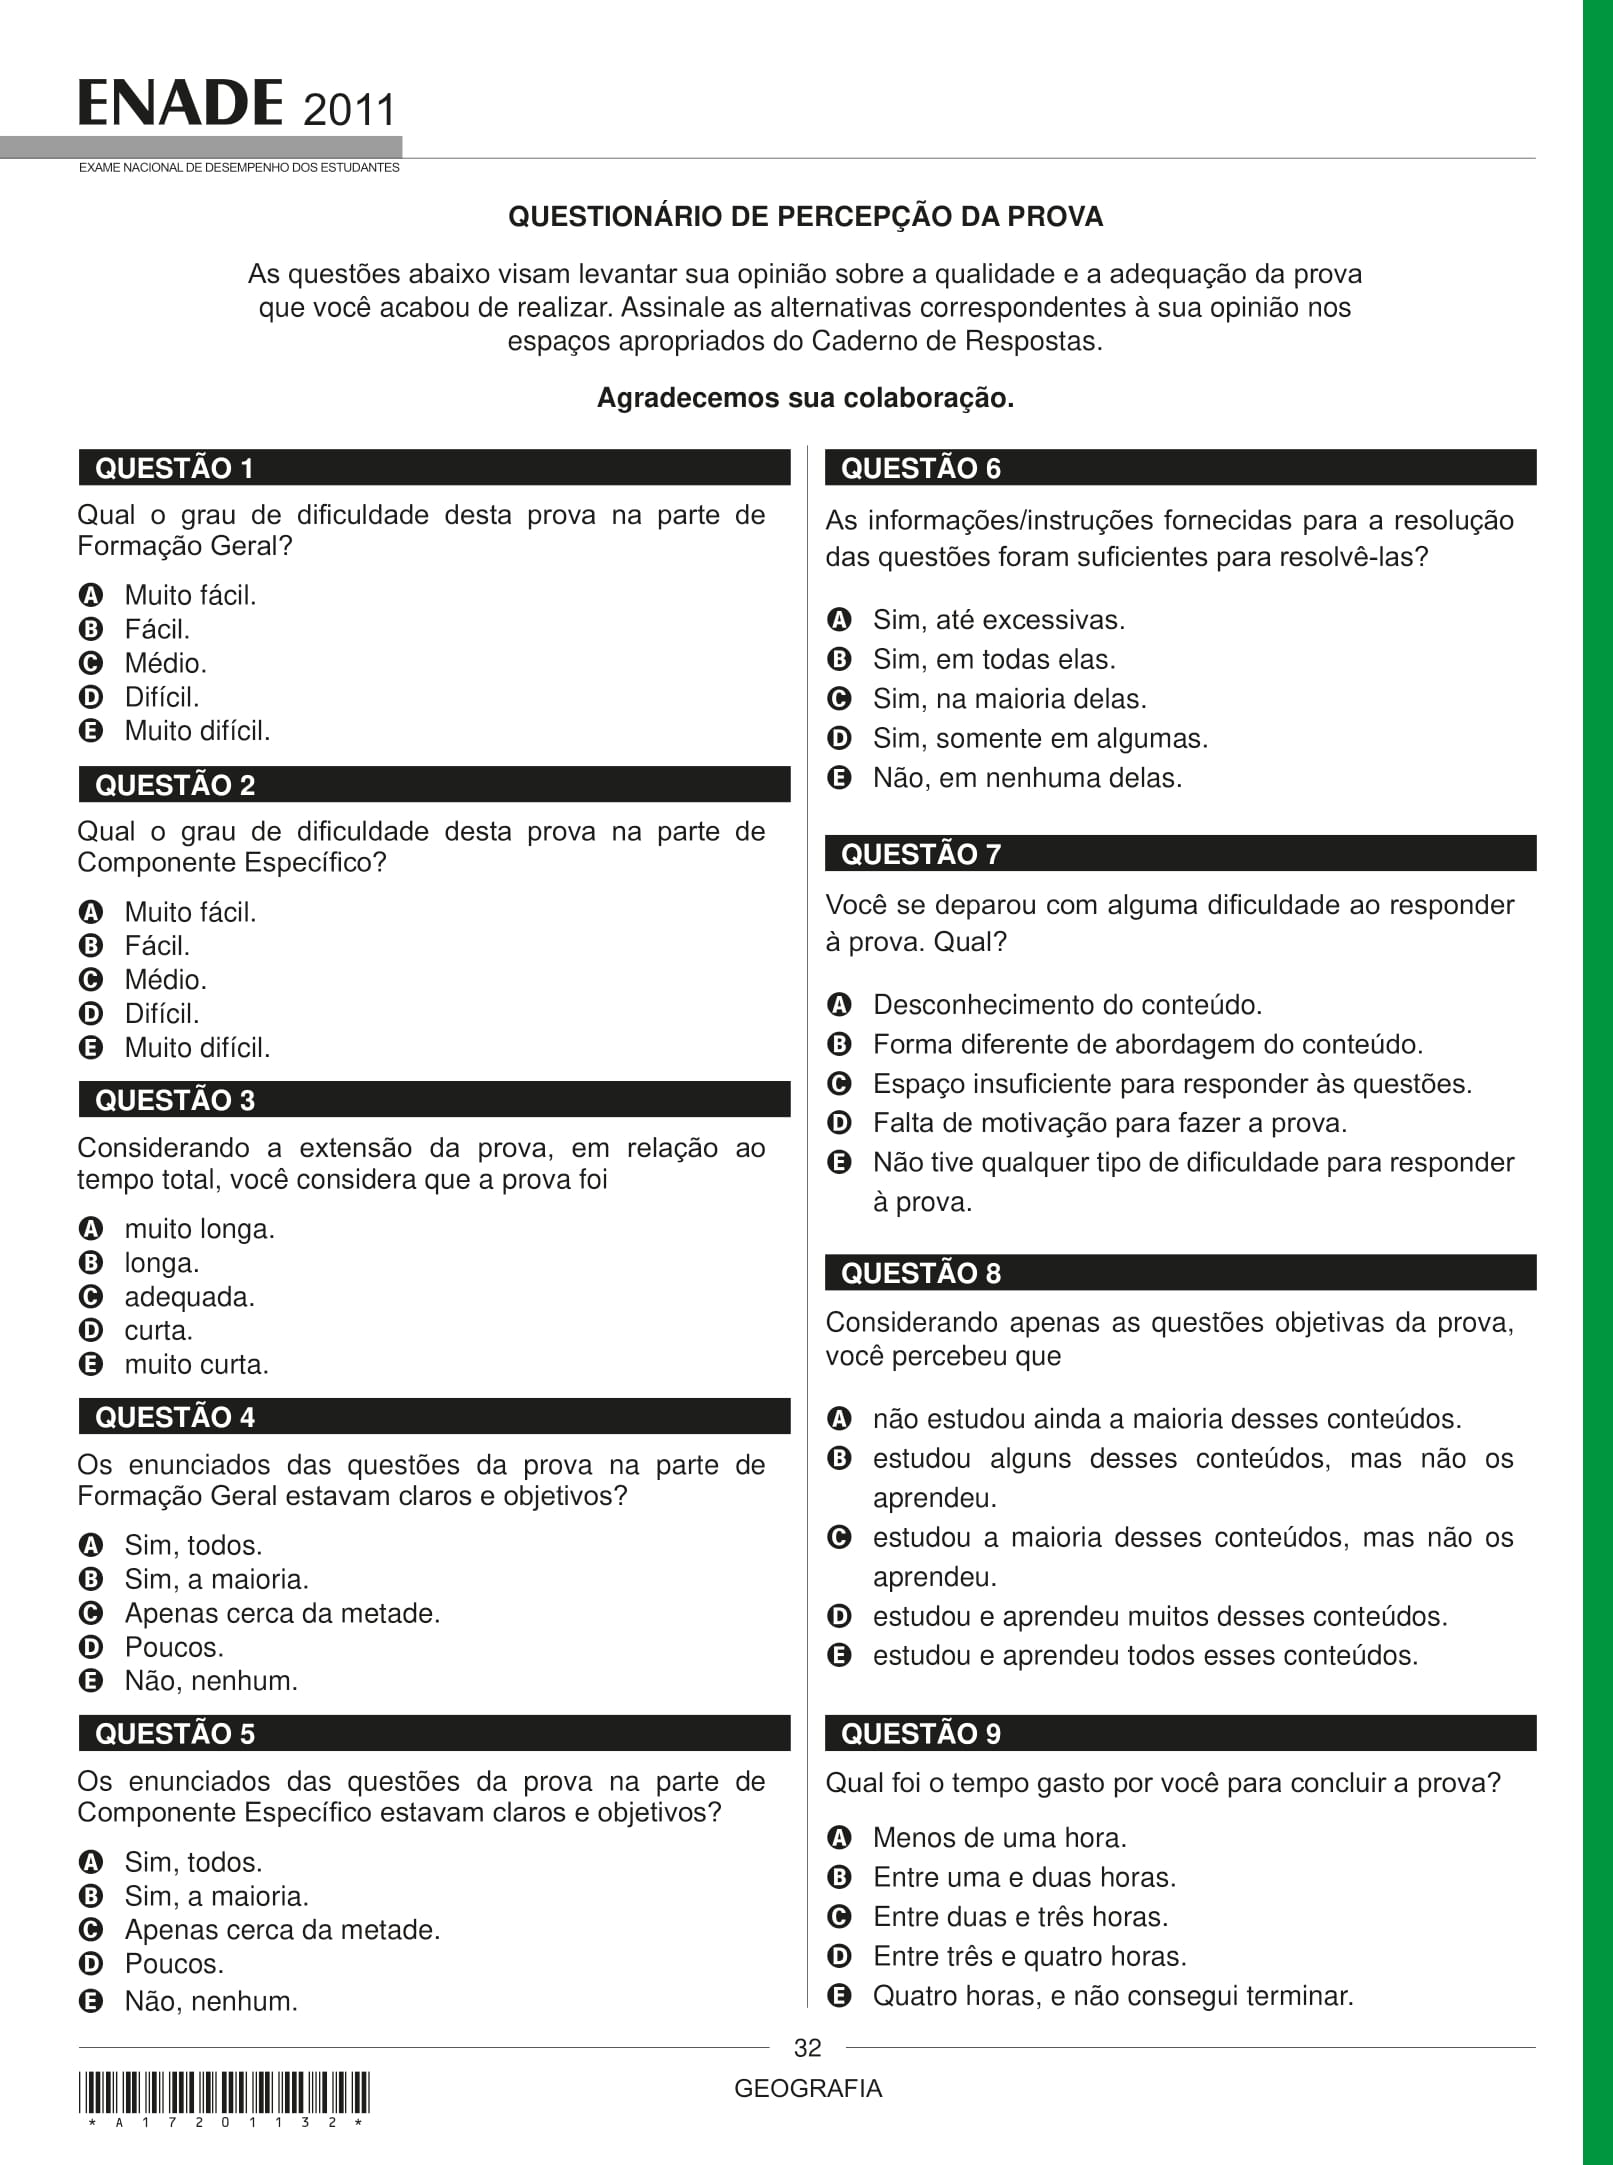 ENADE 2011
EXAME NACIONAL DE DESEMPENHO DOS ESTUDANTES
QUESTIONÁRIO DE PERCEPÇÃO DA PROVA
As questões abaixo visam levantar sua opinião sobre a qualidade e a adequação da prova
que você acabou de realizar. Assinale as alternativas correspondentes à sua opinião nos
espaços apropriados do Caderno de Respostas.
Agradecemos sua colaboração.
QUESTÃO 1
Qual o grau de dificuldade desta prova na parte de
Formação Geral?
A Muito fácil.
B Fácil.
C Médio.
D Difícil.
E Muito difícil.
QUESTÃO 2
Qual o grau de dificuldade desta prova na parte de
Componente Específico?
A Muito fácil.
B Fácil.
C Médio.
D Difícil.
E Muito difícil.
QUESTÃO 3
Considerando a extensão da prova, em relação ao
tempo total, você considera que a prova foi
A muito longa.
B longa.
C adequada.
D curta.
E muito curta.
QUESTÃO 4
Os enunciados das questões da prova na parte de
Formação Geral estavam claros e objetivos?
A Sim, todos.
B Sim, a maioria.
C Apenas cerca da metade.
D Poucos.
E Não, nenhum.
QUESTÃO 5
Os enunciados das questões da prova na parte de
Componente Específico estavam claros e objetivos?
A Sim, todos.
B Sim, a maioria.
C Apenas cerca da metade.
D Poucos.
E Não, nenhum.
QUESTÃO 6
As informações/instruções fornecidas para a resolução
das questões foram suficientes para resolvê-las?
A Sim, até excessivas.
B Sim, em todas elas.
C Sim, na maioria delas.
D Sim, somente em algumas.
E Não, em nenhuma delas.
QUESTÃO 7
Você se deparou com alguma dificuldade ao responder
à prova. Qual?
A Desconhecimento do conteúdo.
B Forma diferente de abordagem do conteúdo.
C Espaço insuficiente para responder às questões.
D Falta de motivação para fazer a prova.
E Não tive qualquer tipo de dificuldade para responder
à prova.
QUESTÃO 8
Considerando apenas as questões objetivas da prova,
você percebeu que
A não estudou ainda a maioria desses conteúdos.
B estudou alguns desses conteúdos, mas não os
aprendeu.
C estudou a maioria desses conteúdos, mas não os
aprendeu.
D estudou e aprendeu muitos desses conteúdos.
E estudou e aprendeu todos esses conteúdos.
QUESTÃO 9
Qual foi o tempo gasto por você para concluir a prova?
A Menos de uma hora.
B Entre uma e duas horas.
C Entre duas e três horas.
D Entre três e quatro horas.
E Quatro horas, e não consegui terminar.
32
GEOGRAFIA
* A 1 7 2 0 1 1 3 2 *